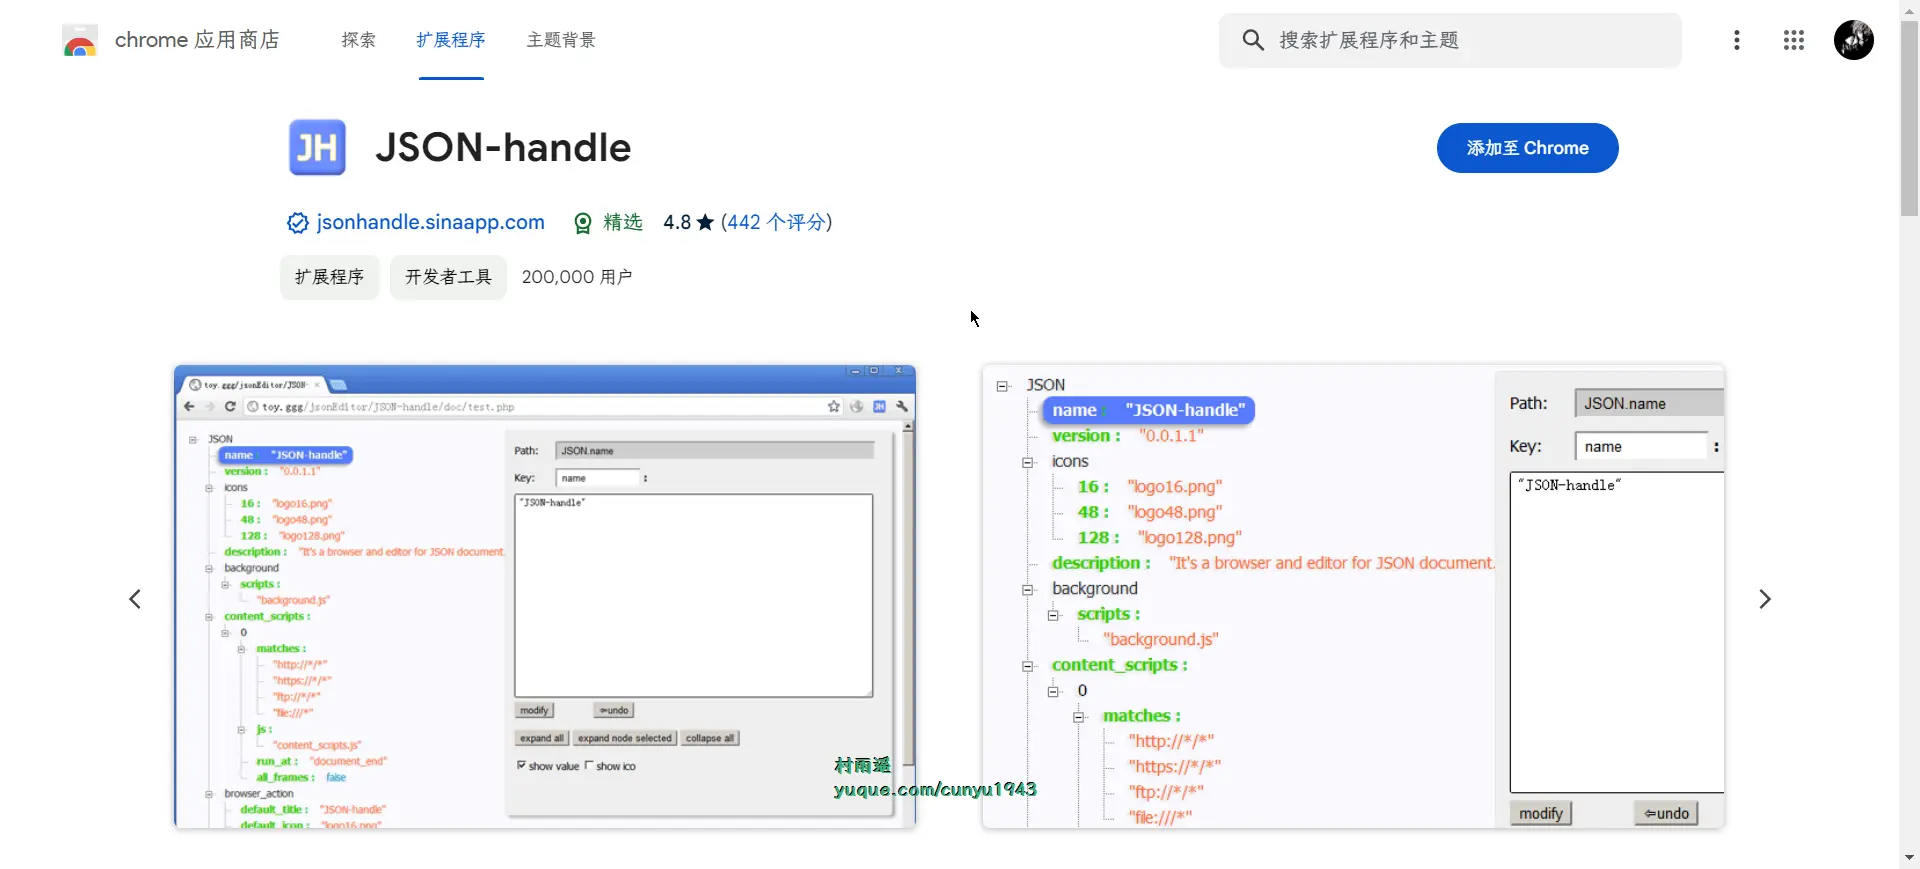 chrome 应用商店 探索 扩展程序 主题背景 搜索扩展程序和主题
JH JSON-handle 添加至 Chrome
jsonhandle.sinaapp.com 精选 4.8 ★ (442 个评分)
扩展程序 开发者工具 200,000 用户
toy.ggg/jsonEditor/JSON- ×
toy.ggg/jsonEditor/JSON-handle/doc/test.php
JSON
name : "JSON-handle"
version : "0.0.1.1"
icons
16 : "logo16.png"
48 : "logo48.png"
128 : "logo128.png"
description : "It's a browser and editor for JSON document.
background
scripts :
"background.js"
content_scripts :
0
matches :
"http://*/*"
"https://*/*"
"ftp://*/*"
"file:///*"
js :
"content_scripts.js"
run_at : "document_end"
all_frames : false
browser_action
default_title : "JSON-handle"
default_icon : "logo16.png"
Path: JSON.name
Key: name :
"JSON-handle"
modify ⇦undo
expand all expand node selected collapse all
show value show ico
村雨遥
yuque.com/cunyu1943
JSON
name : "JSON-handle"
version : "0.0.1.1"
icons
16 : "logo16.png"
48 : "logo48.png"
128 : "logo128.png"
description : "It's a browser and editor for JSON document.
background
scripts :
"background.js"
content_scripts :
0
matches :
"http://*/*"
"https://*/*"
"ftp://*/*"
"file:///*"
Path: JSON.name
Key: name :
"JSON-handle"
modify ⇦undo